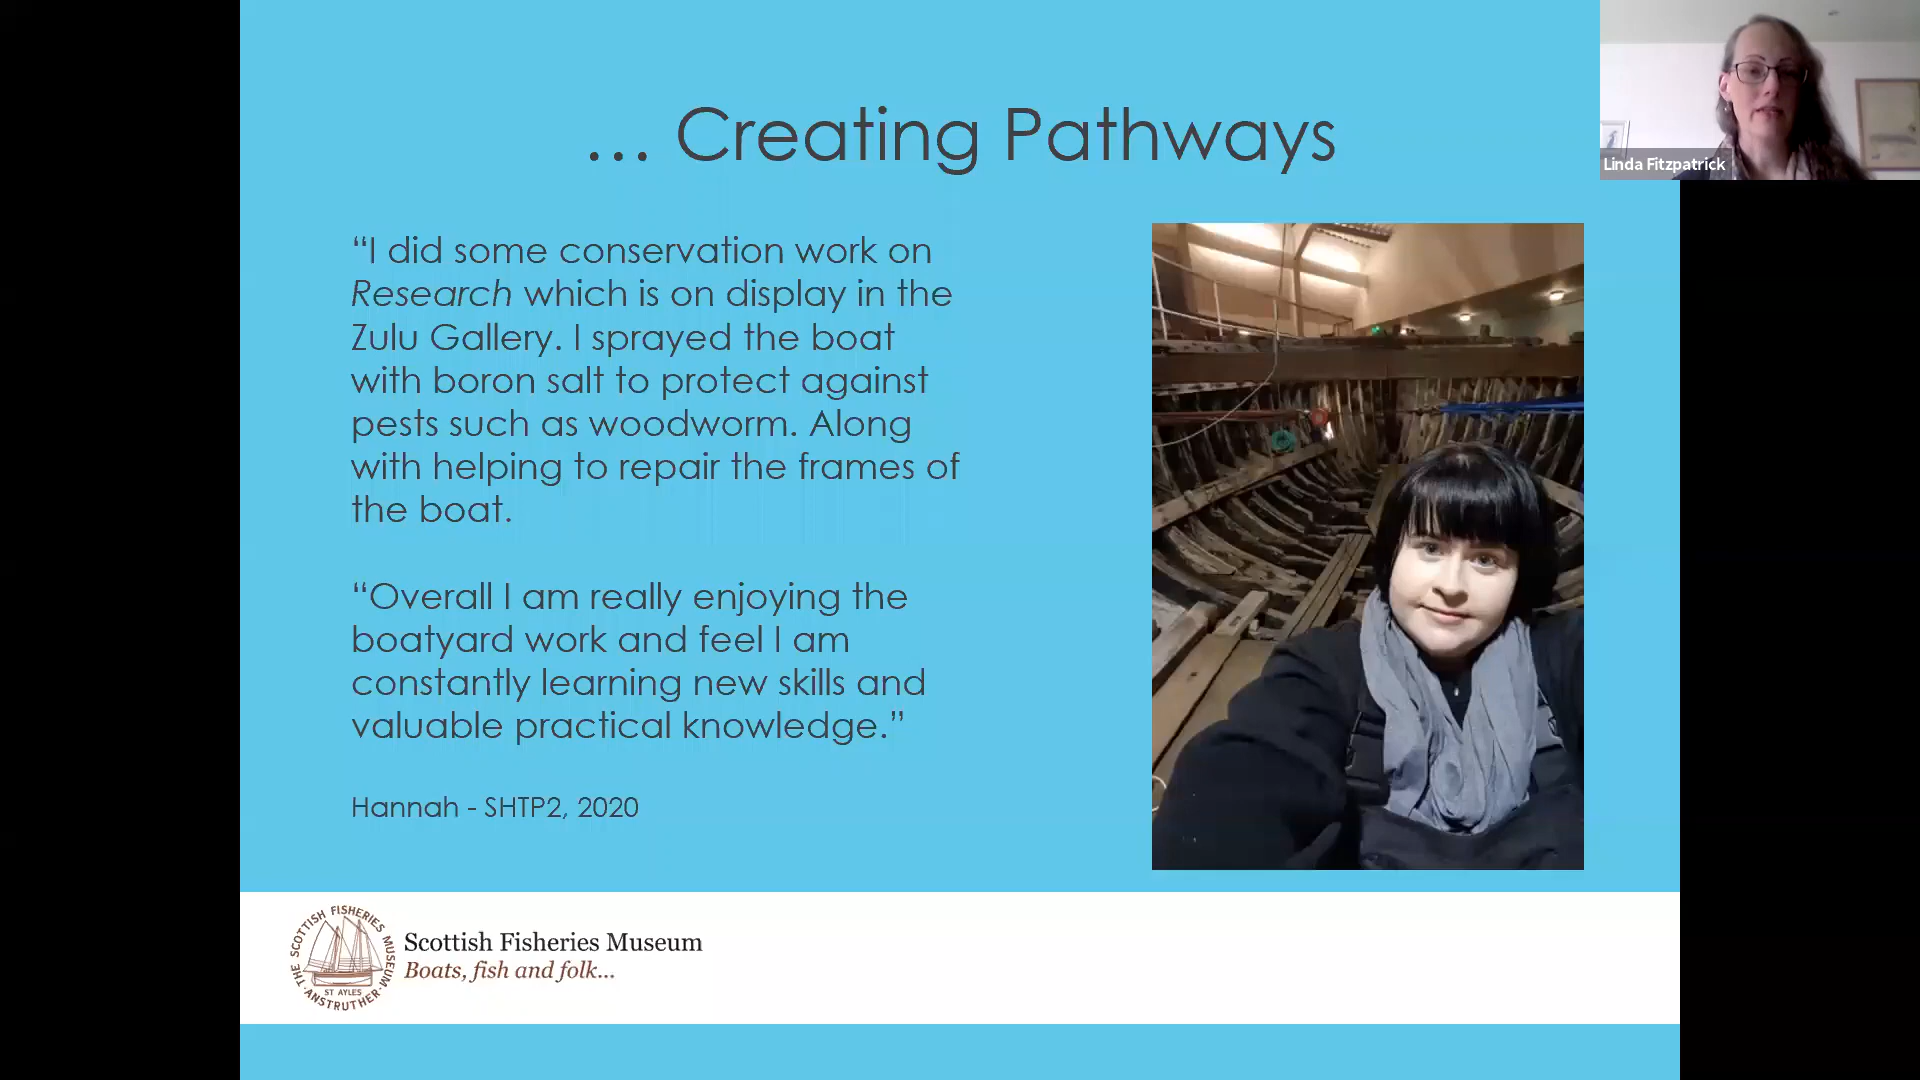 ... Creating Pathways
Linda Fitzpatrick
“I did some conservation work on
Research which is on display in the
Zulu Gallery. I sprayed the boat
with boron salt to protect against
pests such as woodworm. Along
with helping to repair the frames of
the boat.
“Overall I am really enjoying the
boatyard work and feel I am
constantly learning new skills and
valuable practical knowledge.”
Hannah - SHTP2, 2020
THE SCOTTISH FISHERIES MUSEUM
ST AYLES
· ANSTRUTHER ·
Scottish Fisheries Museum
Boats, fish and folk...